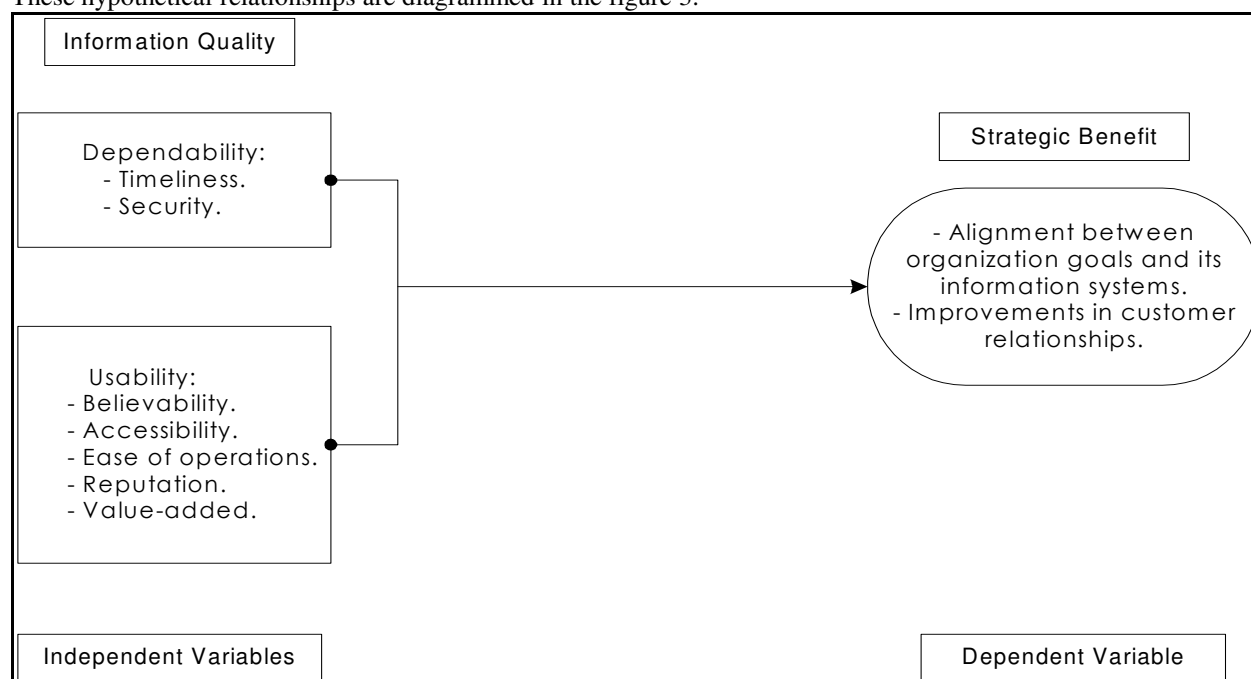 These hypothetical relationships are diagrammed in the figure 3.
Information Quality
Dependability:
- Timeliness.
- Security.
Usability:
- Believability.
- Accessibility.
- Ease of operations.
- Reputation.
- Value-added.
Strategic Benefit
- Alignment between
organization goals and its
information systems.
- Improvements in customer
relationships.
Independent Variables
Dependent Variable